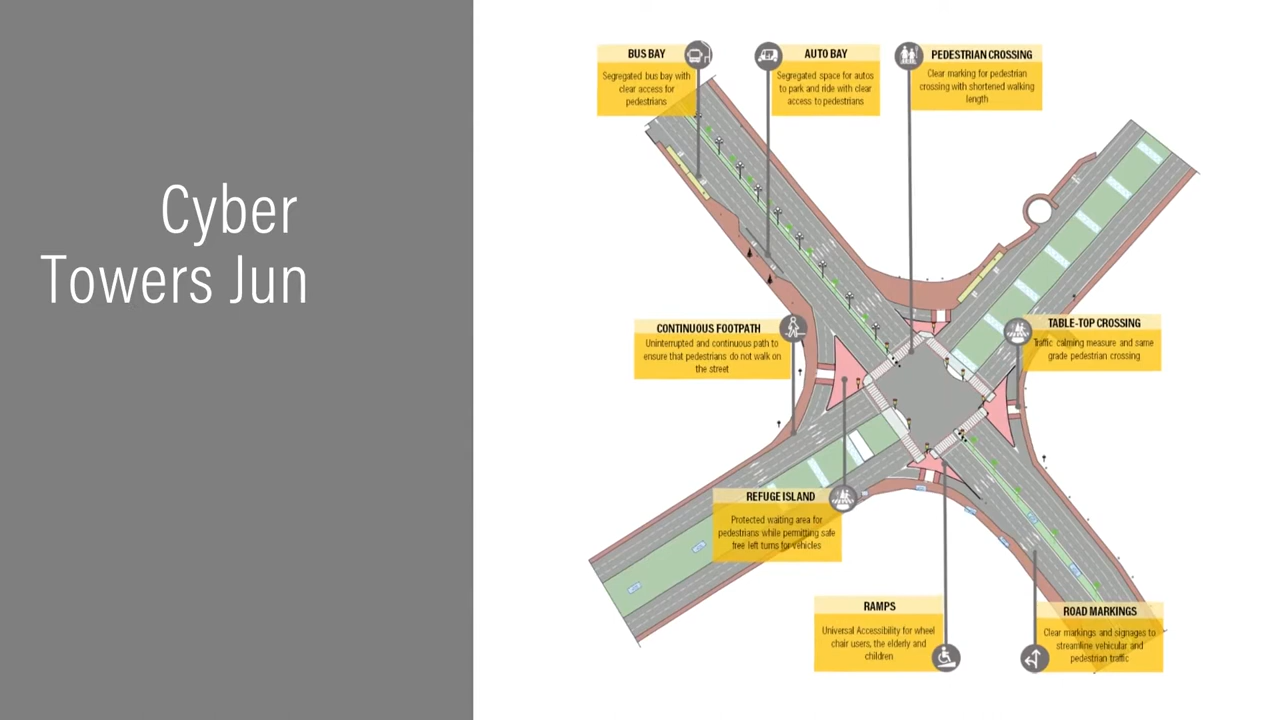 Cyber
Towers Jun
BUS BAY
Segregated bus bay with
clear access for
pedestrians
AUTO BAY
Segregated space for autos
to park and ride with clear
access to pedestrians
PEDESTRIAN CROSSING
Clear marking for pedestrian
crossing with shortened walking
length
CONTINUOUS FOOTPATH
Uninterrupted and continuous path to
ensure that pedestrians do not walk on
the street
TABLE-TOP CROSSING
Traffic calming measure and same
grade pedestrian crossing
REFUGE ISLAND
Protected waiting area for
pedestrians while permitting safe
free left turns for vehicles
RAMPS
Universal Accessibility for wheel
chair users, the elderly and
children
ROAD MARKINGS
Clear markings and signages to
streamline vehicular and
pedestrian traffic